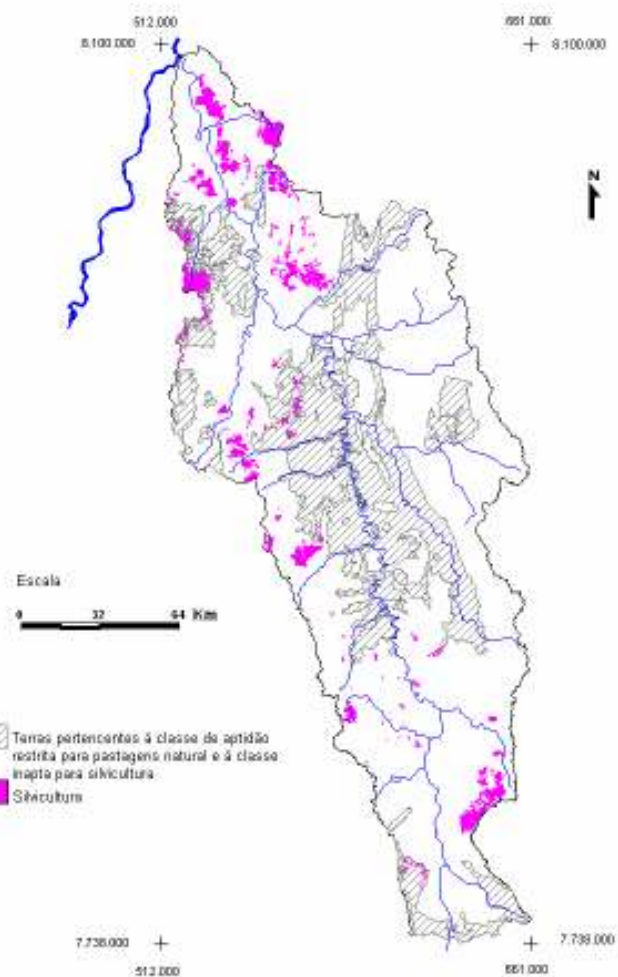 512.000
661.000
8.100.000
8.100.000
N
Escala
0 32 64 Km
Terras pertencentes á classe de aptidão
restrita para pastagens natural e á classe
inapta para silvicultura
Silvicultura
7.738.000
7.738.000
512.000
661.000